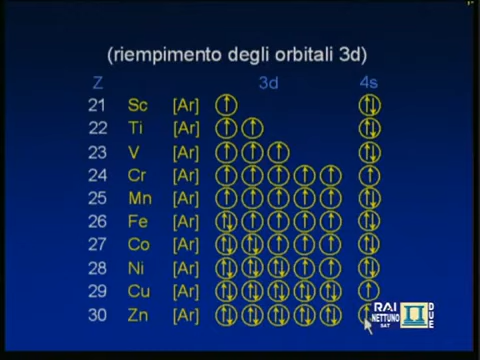 (riempimento degli orbitali 3d)
Z 3d 4s
21 Sc [Ar]
22 Ti [Ar]
23 V [Ar]
24 Cr [Ar]
25 Mn [Ar]
26 Fe [Ar]
27 Co [Ar]
28 Ni [Ar]
29 Cu [Ar]
30 Zn [Ar]
RAI
NETTUNO
SAT
DUE